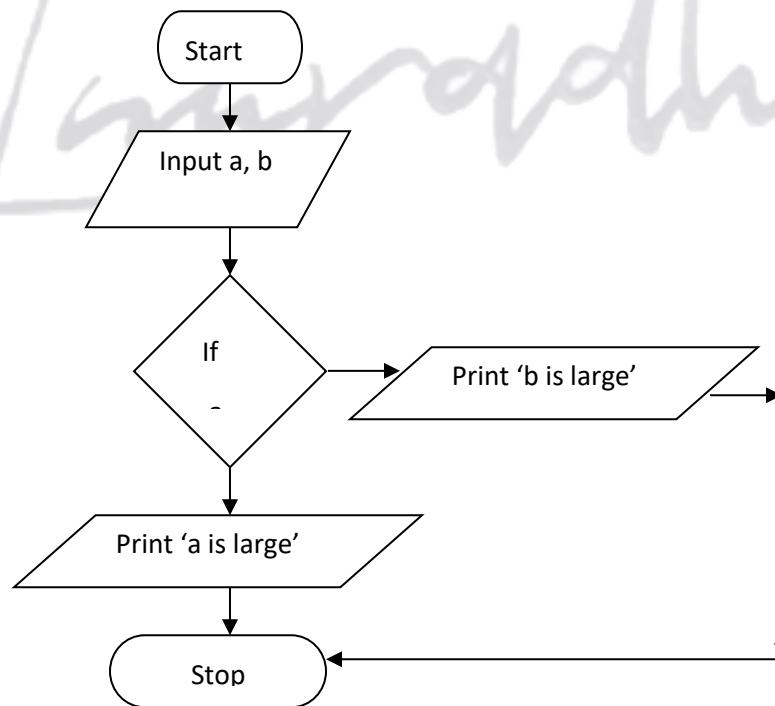 Start
Input a, b
If
Print ‘b is large’
Print ‘a is large’
Stop